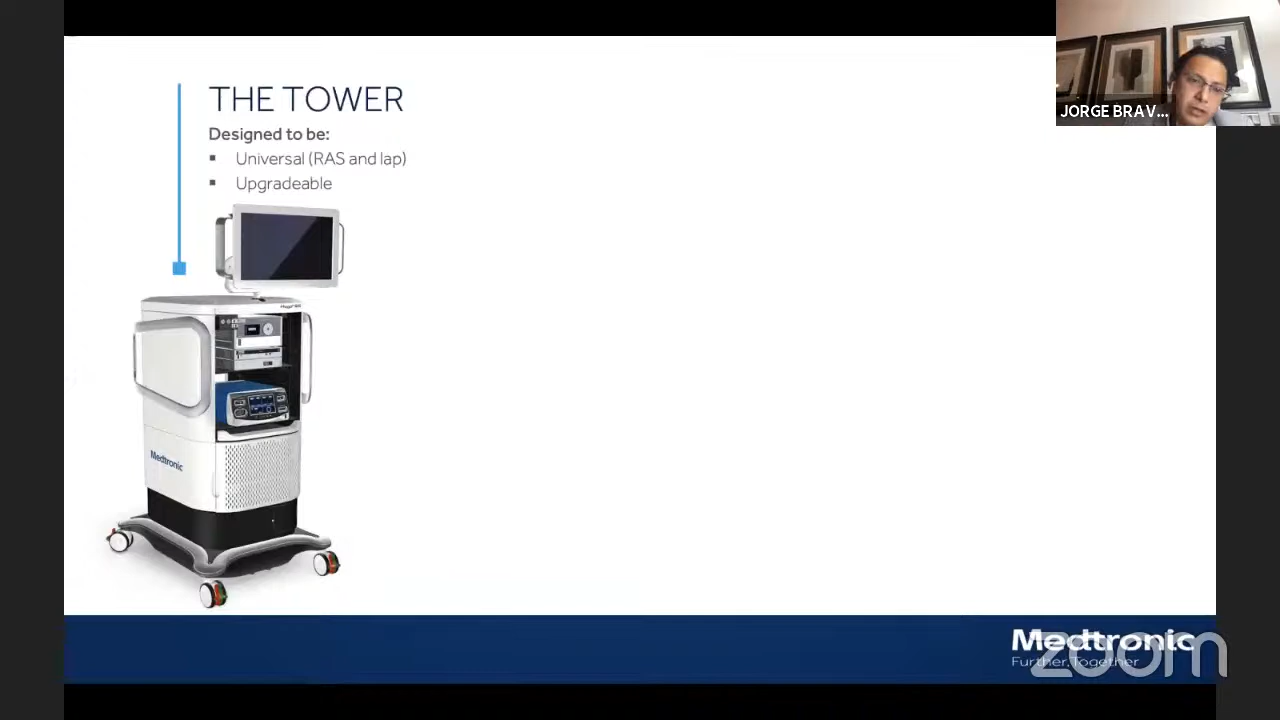 THE TOWER
Designed to be:
▪ Universal (RAS and lap)
▪ Upgradeable
Medtronic
JORGE BRAV...
Medtronic
Further, Together
zoom